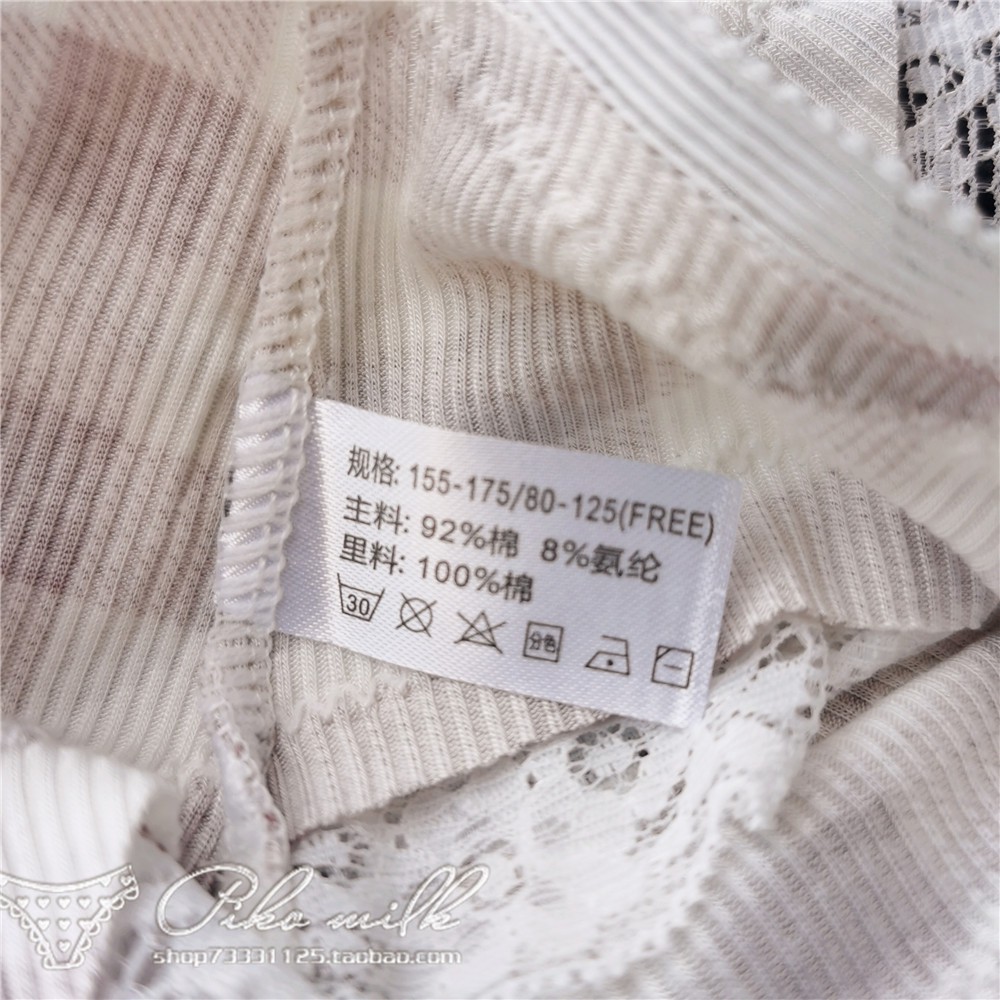 规格: 155-175/80-125(FREE)
主料: 92%棉 8%氨纶
里料: 100%棉
30 分色
Piko milk
shop73331125.taobao.com